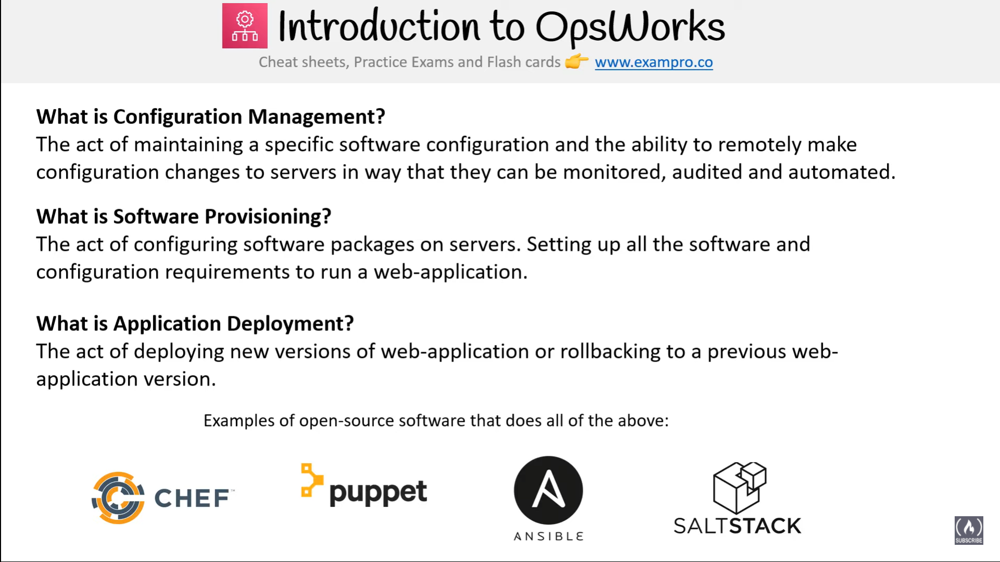 Introduction to OpsWorks
Cheat sheets, Practice Exams and Flash cards 👉 www.exampro.co
What is Configuration Management?
The act of maintaining a specific software configuration and the ability to remotely make
configuration changes to servers in way that they can be monitored, audited and automated.
What is Software Provisioning?
The act of configuring software packages on servers. Setting up all the software and
configuration requirements to run a web-application.
What is Application Deployment?
The act of deploying new versions of web-application or rollbacking to a previous web-
application version.
Examples of open-source software that does all of the above:
CHEF™
puppet
ANSIBLE
SALTSTACK
SUBSCRIBE